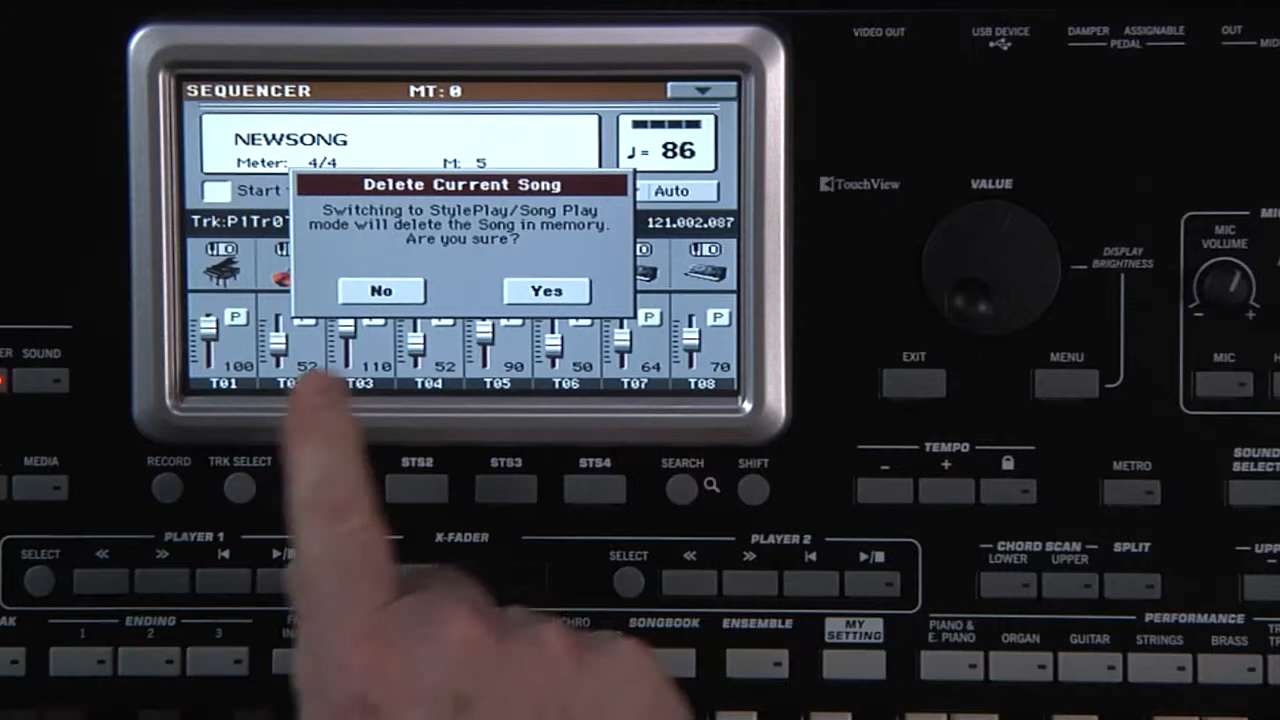 VIDEO OUT
USB DEVICE
DAMPER ASSIGNABLE
PEDAL
OUT
SEQUENCER MT:0
NEWSONG
Meter: 4/4 M: 5
♩= 86
Start
Auto
Delete Current Song
Switching to StylePlay/Song Play
mode will delete the Song in memory.
Are you sure?
No Yes
Trk:P1Tr01
121.002.087
P P P
100 52 110 52 90 50 64 70
T01 T03 T04 T05 T06 T07 T08
TouchView
VALUE
DISPLAY
BRIGHTNESS
MIC
VOLUME
- +
EXIT MENU MIC
SOUND
MEDIA
RECORD TRK SELECT STS2 STS3 STS4 SEARCH SHIFT
TEMPO
- +
METRO
SOUND
SELECT
PLAYER 1 X-FADER PLAYER 2
SELECT << >> SELECT << >>
CHORD SCAN SPLIT
LOWER UPPER
ENDING
1 2 3
SONGBOOK ENSEMBLE MY
SETTING
PERFORMANCE
PIANO &
E. PIANO ORGAN GUITAR STRINGS BRASS